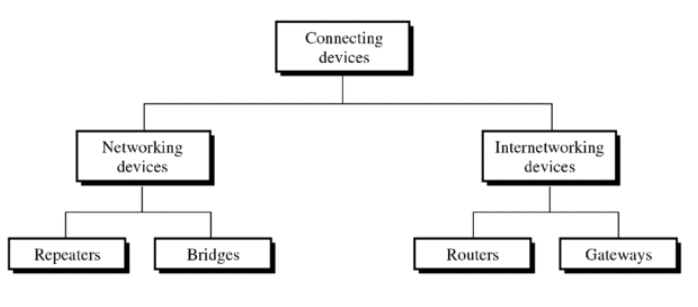 Connecting
devices
Networking
devices
Internetworking
devices
Repeaters
Bridges
Routers
Gateways